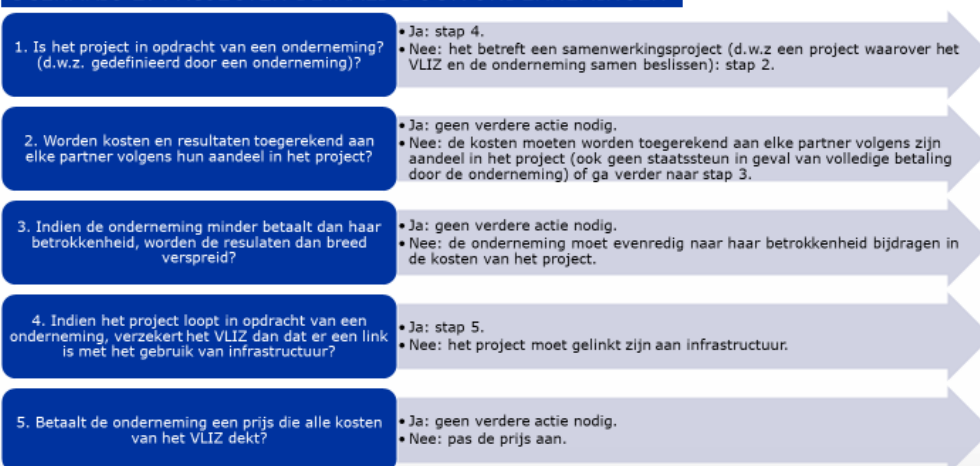 1. Is het project in opdracht van een onderneming?
(d.w.z. gedefinieerd door een onderneming)?
• Ja: stap 4.
• Nee: het betreft een samenwerkingsproject (d.w.z een project waarover het
VLIZ en de onderneming samen beslissen): stap 2.
2. Worden kosten en resultaten toegerekend aan
elke partner volgens hun aandeel in het project?
• Ja: geen verdere actie nodig.
• Nee: de kosten moeten worden toegerekend aan elke partner volgens zijn
aandeel in het project (ook geen staatssteun in geval van volledige betaling
door de onderneming) of ga verder naar stap 3.
3. Indien de onderneming minder betaalt dan haar
betrokkenheid, worden de resulaten dan breed
verspreid?
• Ja: geen verdere actie nodig.
• Nee: de onderneming moet evenredig naar haar betrokkenheid bijdragen in
de kosten van het project.
4. Indien het project loopt in opdracht van een
onderneming, verzekert het VLIZ dan dat er een link
is met het gebruik van infrastructuur?
• Ja: stap 5.
• Nee: het project moet gelinkt zijn aan infrastructuur.
5. Betaalt de onderneming een prijs die alle kosten
van het VLIZ dekt?
• Ja: geen verdere actie nodig.
• Nee: pas de prijs aan.